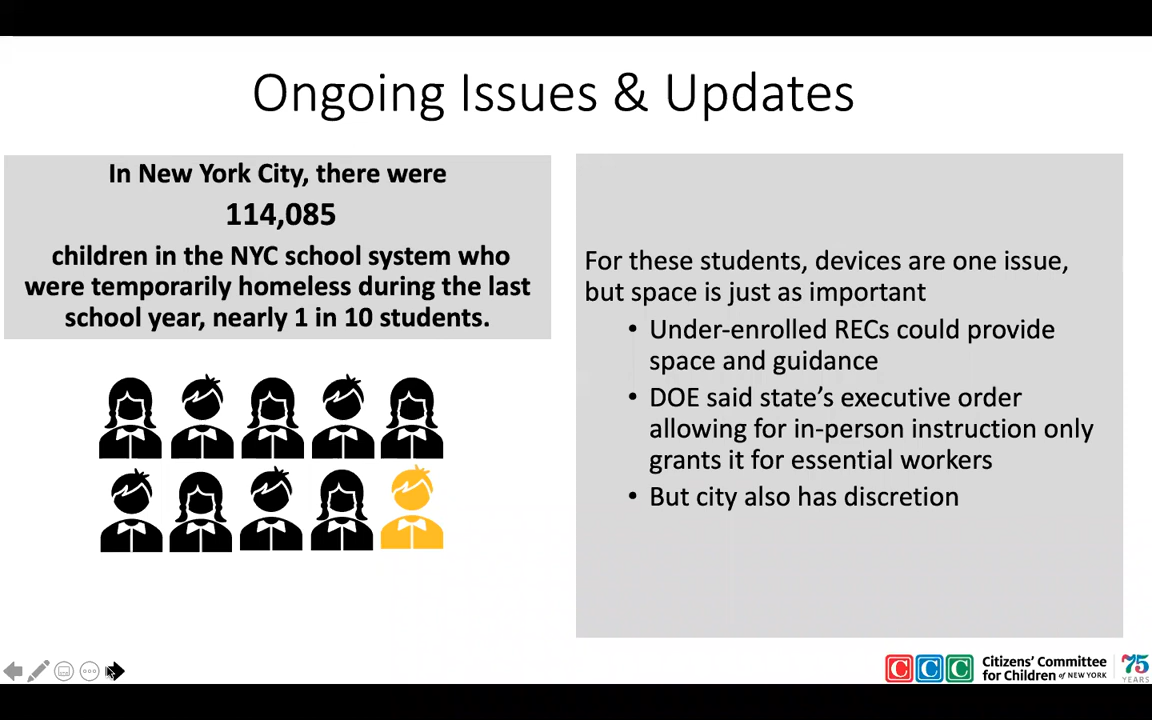 Ongoing Issues & Updates
In New York City, there were
114,085
children in the NYC school system who
were temporarily homeless during the last
school year, nearly 1 in 10 students.
For these students, devices are one issue,
but space is just as important
• Under-enrolled RECs could provide
space and guidance
• DOE said state’s executive order
allowing for in-person instruction only
grants it for essential workers
• But city also has discretion
C C C
Citizens’ Committee
for Children of NEW YORK
75
YEARS